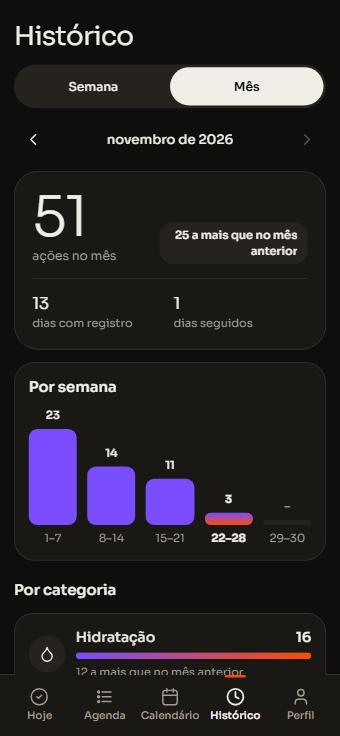 Histórico
Semana
Mês
novembro de 2026
51
ações no mês
25 a mais que no mês
anterior
13
dias com registro
1
dias seguidos
Por semana
23
14
11
3
–
1–7
8–14
15–21
22–28
29–30
Por categoria
Hidratação
16
12 a mais que no mês anterior
Hoje
Agenda
Calendário
Histórico
Perfil